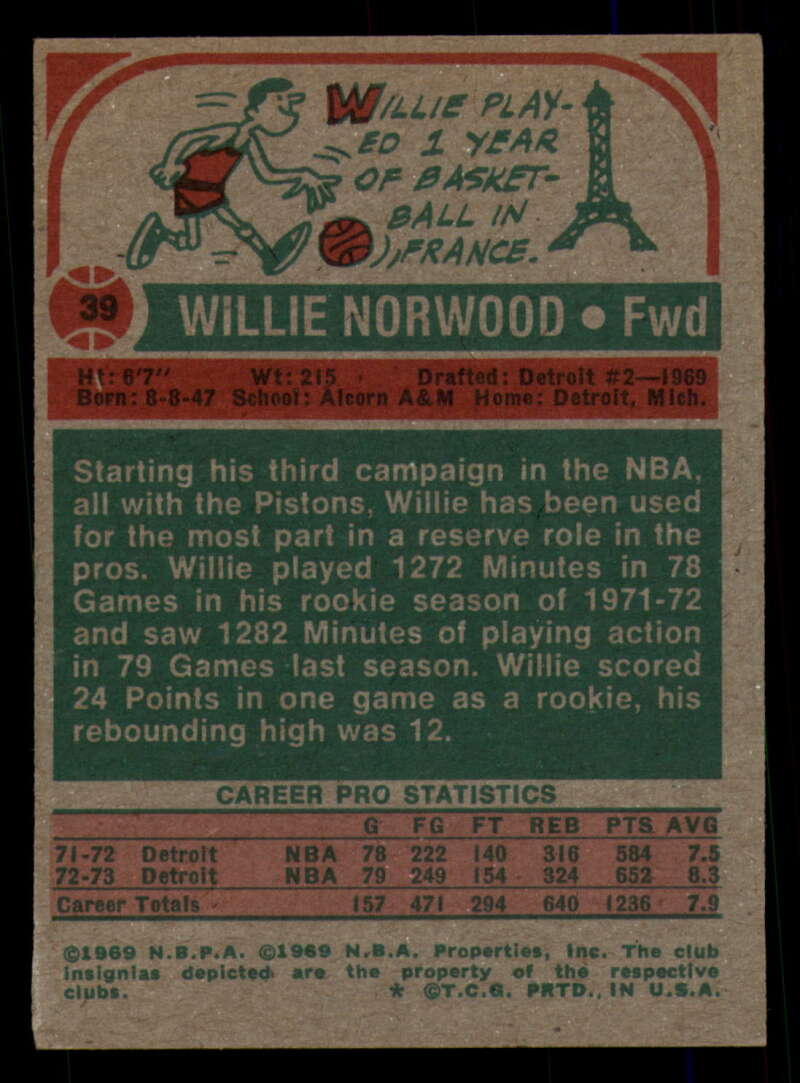 WILLIE PLAY-
ED 1 YEAR
OF BASKET-
BALL IN
FRANCE.
39
WILLIE NORWOOD • Fwd
Ht: 6'7" Wt: 215 Drafted: Detroit #2—1969
Born: 8-8-47 School: Alcorn A&M Home: Detroit, Mich.
Starting his third campaign in the NBA,
all with the Pistons, Willie has been used
for the most part in a reserve role in the
pros. Willie played 1272 Minutes in 78
Games in his rookie season of 1971-72
and saw 1282 Minutes of playing action
in 79 Games last season. Willie scored
24 Points in one game as a rookie, his
rebounding high was 12.
CAREER PRO STATISTICS
G FG FT REB PTS AVG
71-72 Detroit NBA 78 222 140 316 584 7.5
72-73 Detroit NBA 79 249 154 324 652 8.3
Career Totals 157 471 294 640 1236 7.9
©1969 N.B.P.A. ©1969 N.B.A. Properties, Inc. The club
insignias depicted are the property of the respective
clubs. * ©T.C.G. PRTD., IN U.S.A.